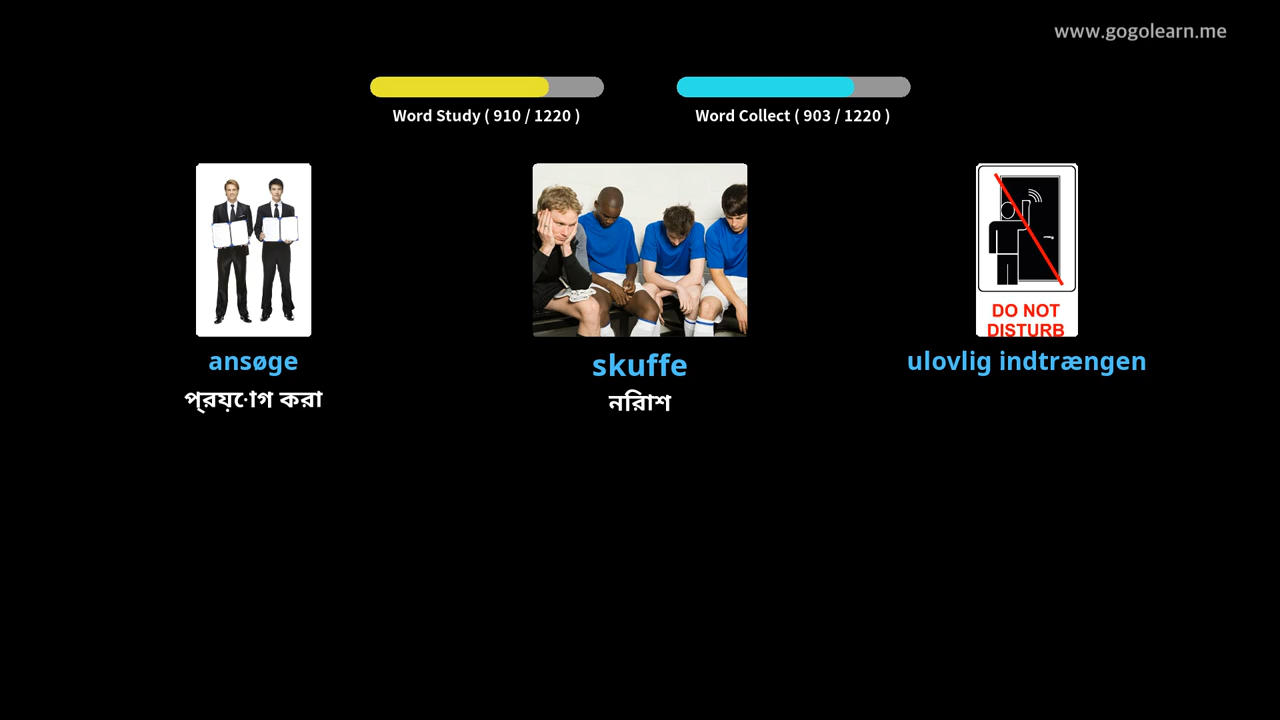 www.gogolearn.me
Word Study ( 910 / 1220 )
Word Collect ( 903 / 1220 )
DO NOT
DISTURB
ansøge
skuffe
ulovlig indtrængen
প্রয়োগ করা
নিরাশ